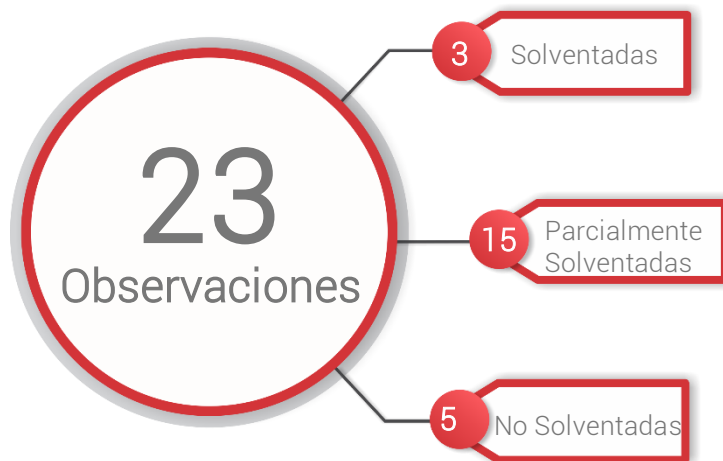 23
Observaciones
3
Solventadas
15
Parcialmente
Solventadas
5
No Solventadas